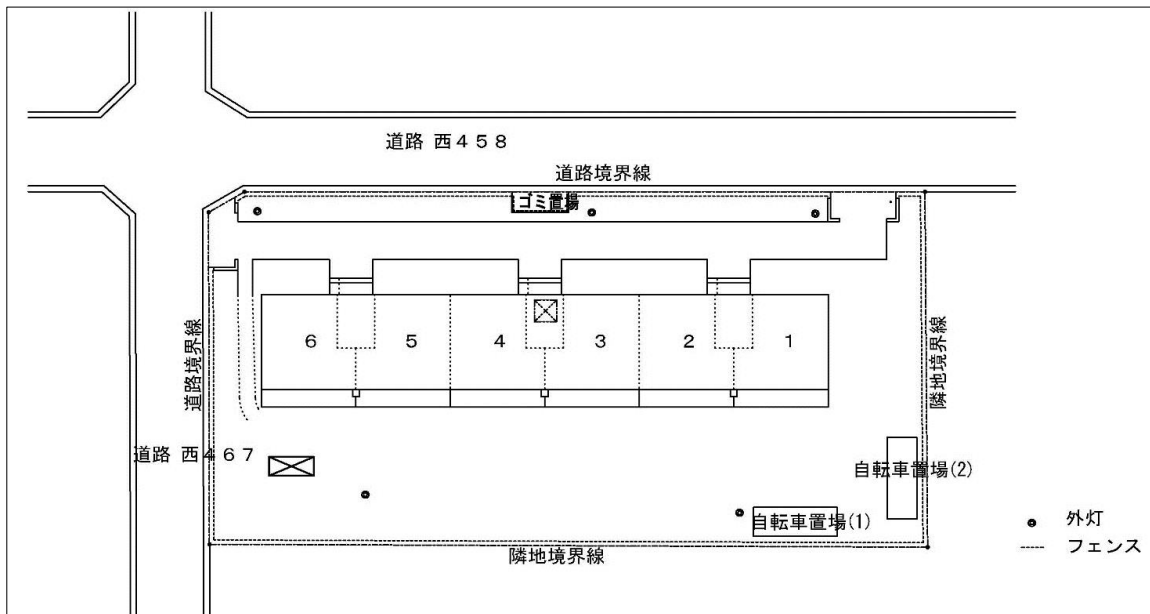 道路 西４５８
道路境界線
ゴミ置場
６ ５ ４ ３ ２ １
道路境界線
隣地境界線
道路 西４６７
自転車置場(2)
自転車置場(1)
外灯
フェンス
隣地境界線